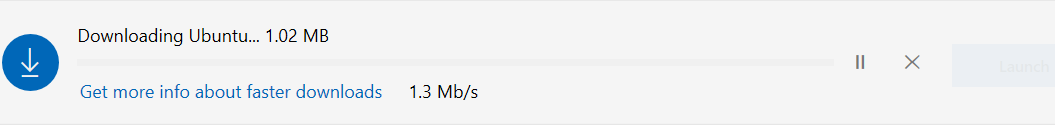 Downloading Ubuntu... 1.02 MB
Launch
Get more info about faster downloads 1.3 Mb/s